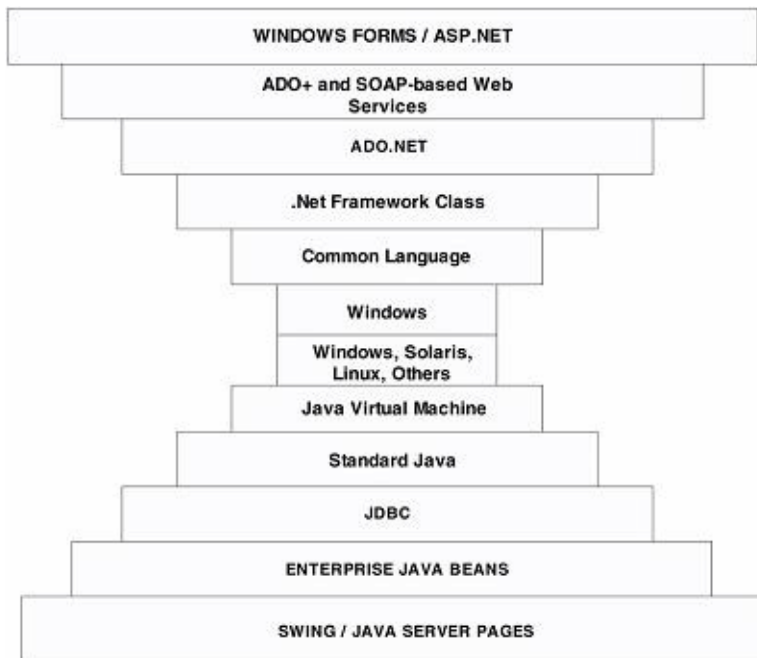 WINDOWS FORMS / ASP.NET
ADO+ and SOAP-based Web
Services
ADO.NET
.Net Framework Class
Common Language
Windows
Windows, Solaris,
Linux, Others
Java Virtual Machine
Standard Java
JDBC
ENTERPRISE JAVA BEANS
SWING / JAVA SERVER PAGES